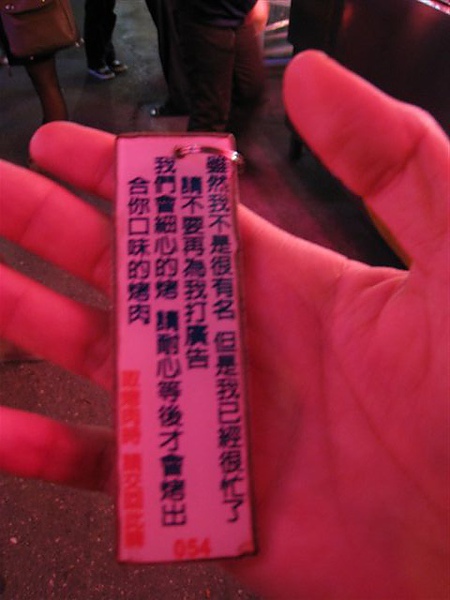 雖然我不是很有名 但是我已經很忙了
請不要再為我打廣告
我們會細心的烤 請耐心等後才會烤出
合你口味的烤肉
054